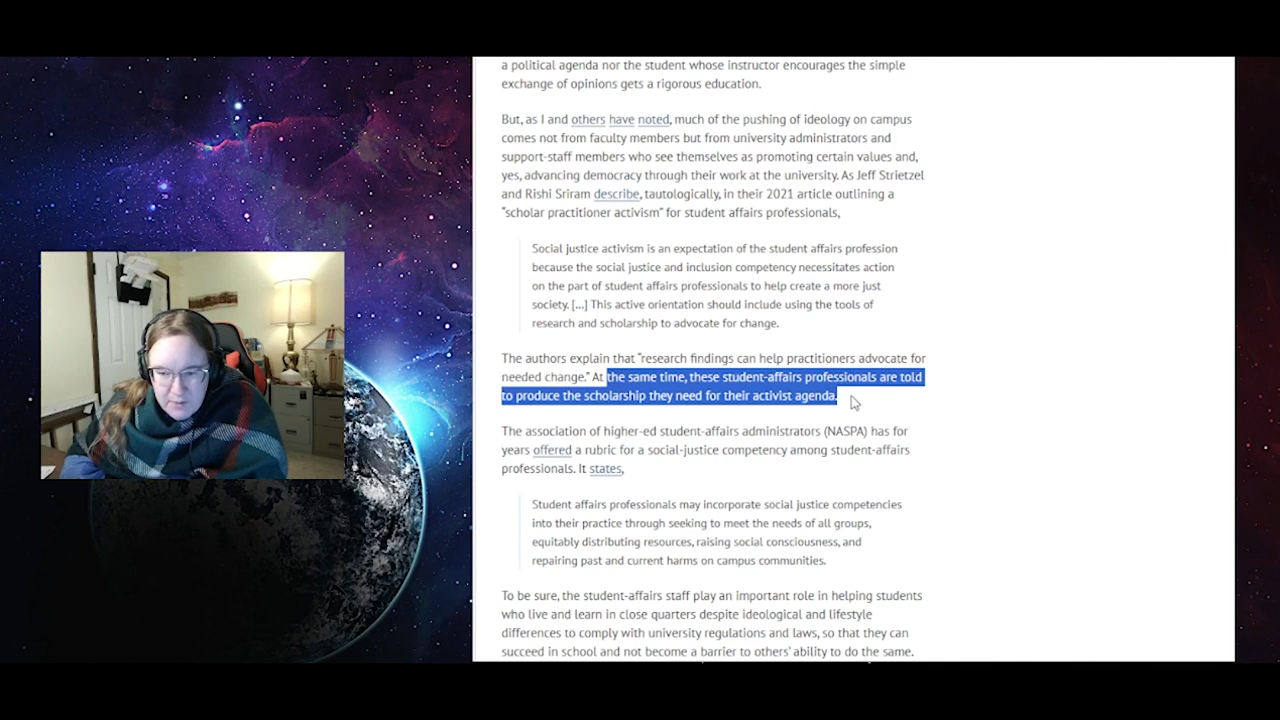 a political agenda nor the student whose instructor encourages the simple
exchange of opinions gets a rigorous education.
But, as I and others have noted, much of the pushing of ideology on campus
comes not from faculty members but from university administrators and
support-staff members who see themselves as promoting certain values and,
yes, advancing democracy through their work at the university. As Jeff Strietzel
and Rishi Sriram describe, tautologically, in their 2021 article outlining a
“scholar practitioner activism” for student affairs professionals,
Social justice activism is an expectation of the student affairs profession
because the social justice and inclusion competency necessitates action
on the part of student affairs professionals to help create a more just
society. [...] This active orientation should include using the tools of
research and scholarship to advocate for change.
The authors explain that “research findings can help practitioners advocate for
needed change.” At the same time, these student-affairs professionals are told
to produce the scholarship they need for their activist agenda.
The association of higher-ed student-affairs administrators (NASPA) has for
years offered a rubric for a social-justice competency among student-affairs
professionals. It states,
Student affairs professionals may incorporate social justice competencies
into their practice through seeking to meet the needs of all groups,
equitably distributing resources, raising social consciousness, and
repairing past and current harms on campus communities.
To be sure, the student-affairs staff play an important role in helping students
who live and learn in close quarters despite ideological and lifestyle
differences to comply with university regulations and laws, so that they can
succeed in school and not become a barrier to others’ ability to do the same.